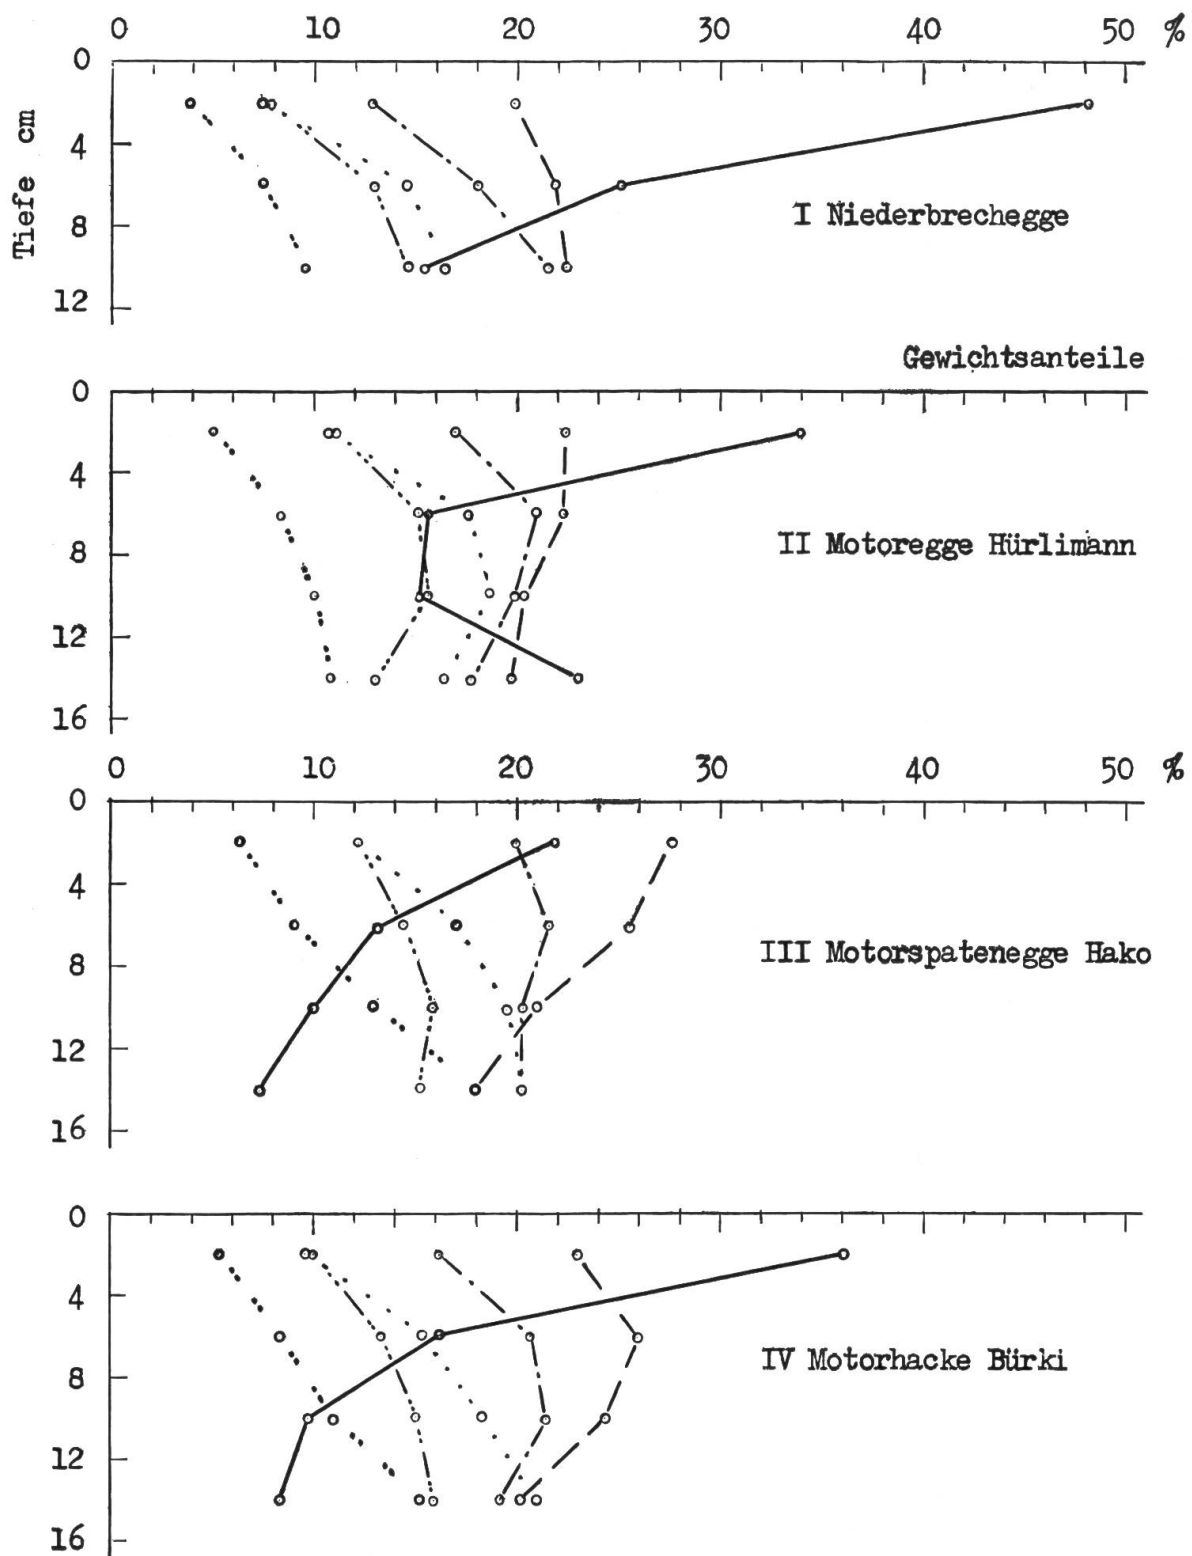 0 10 20 30 40 50 %
0
4
8
12
Tiefe cm
I Niederbrechegge
Gewichtsanteile
0
4
8
12
16
II Motoregge Hürlimann
0 10 20 30 40 50 %
0
4
8
12
16
III Motorspatenegge Hako
0
4
8
12
16
IV Motorhacke Bürki